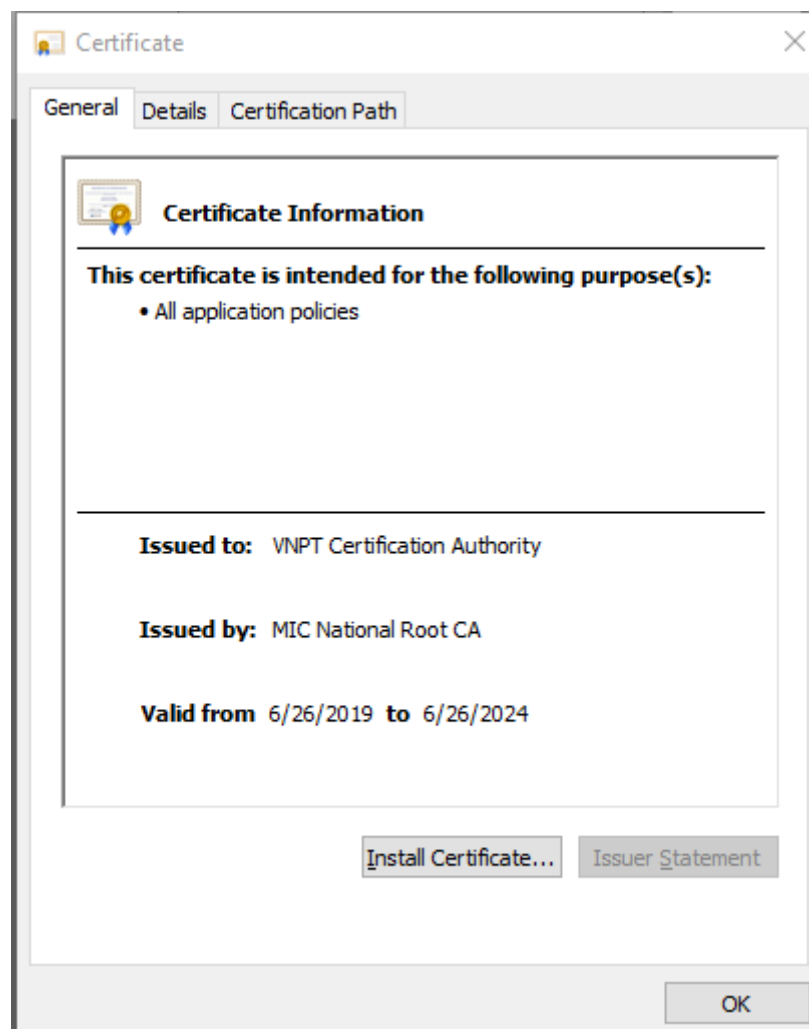 Certificate
General Details Certification Path
Certificate Information
This certificate is intended for the following purpose(s):
• All application policies
Issued to: VNPT Certification Authority
Issued by: MIC National Root CA
Valid from 6/26/2019 to 6/26/2024
Install Certificate... Issuer Statement
OK